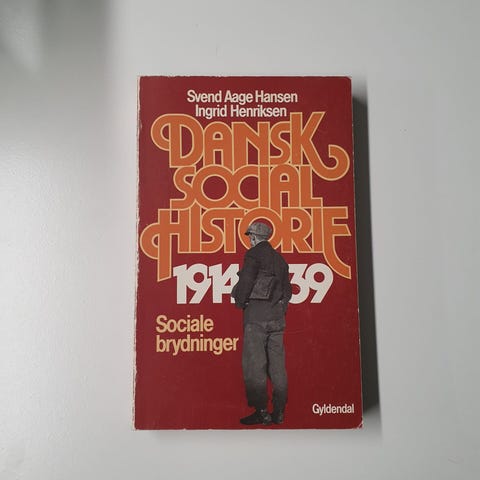 Svend Aage Hansen
Ingrid Henriksen
DANSK
SOCIAL
HISTORIE
1914 39
Sociale
brydninger
Gyldendal